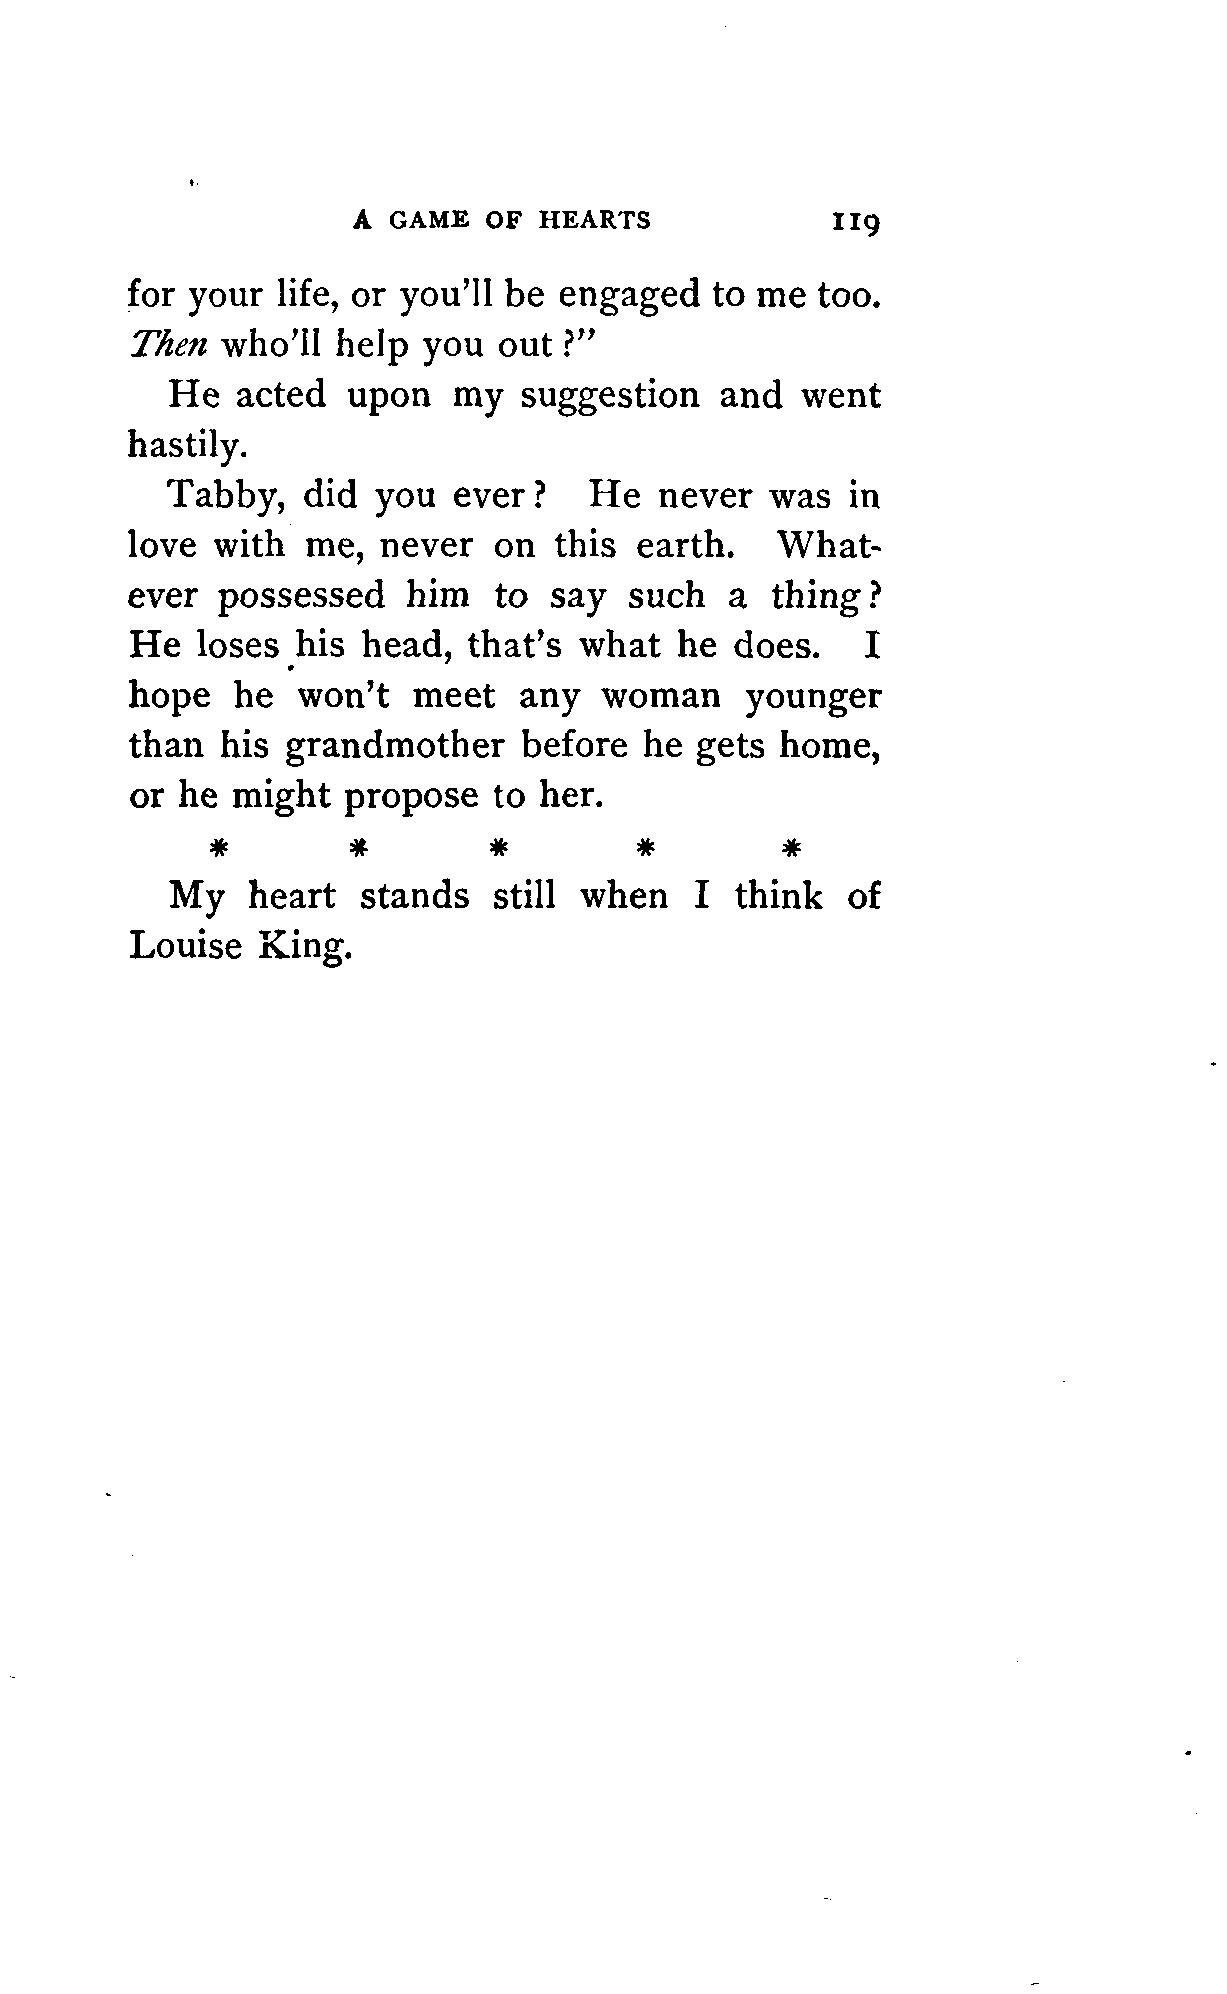 A GAME OF HEARTS 119
for your life, or you'll be engaged to me too.
Then who'll help you out?"
He acted upon my suggestion and went
hastily.
Tabby, did you ever? He never was in
love with me, never on this earth. What-
ever possessed him to say such a thing?
He loses his head, that's what he does. I
hope he won't meet any woman younger
than his grandmother before he gets home,
or he might propose to her.
* * * * *
My heart stands still when I think of
Louise King.